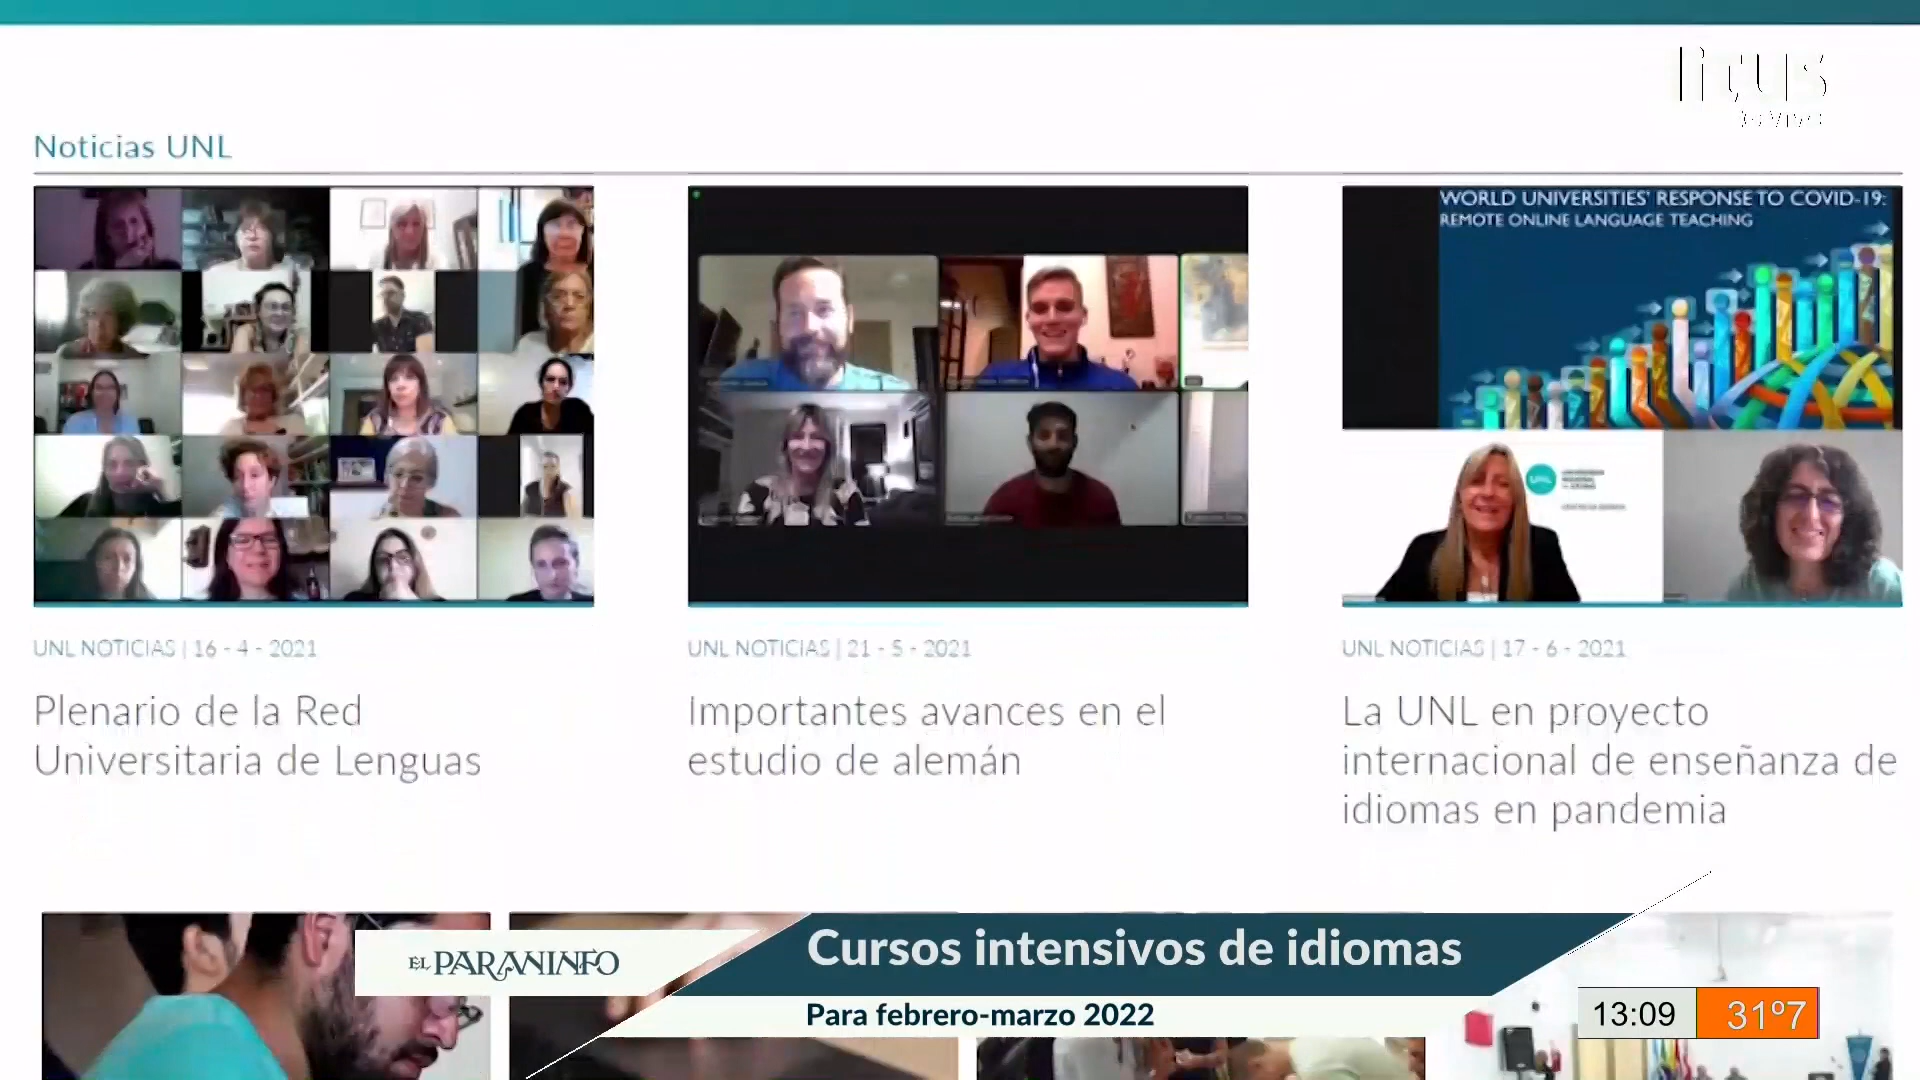 litus
Noticias UNL
WORLD UNIVERSITIES' RESPONSE TO COVID-19:
REMOTE ONLINE LANGUAGE TEACHING
UNL
UNL NOTICIAS | 16 - 4 - 2021
Plenario de la Red
Universitaria de Lenguas
UNL NOTICIAS | 21 - 5 - 2021
Importantes avances en el
estudio de alemán
UNL NOTICIAS | 17 - 6 - 2021
La UNL en proyecto
internacional de enseñanza de
idiomas en pandemia
EL PARANINFO
Cursos intensivos de idiomas
Para febrero-marzo 2022
13:09
31º7